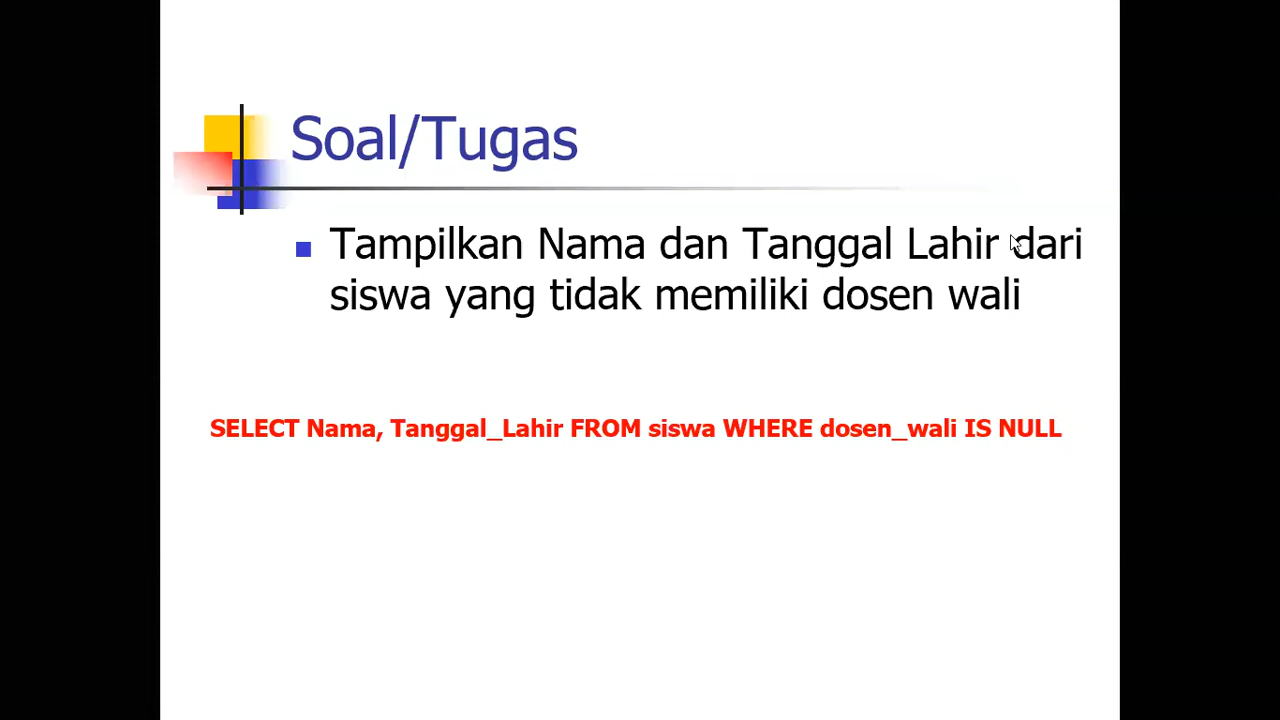 Soal/Tugas
Tampilkan Nama dan Tanggal Lahir dari
siswa yang tidak memiliki dosen wali
SELECT Nama, Tanggal_Lahir FROM siswa WHERE dosen_wali IS NULL